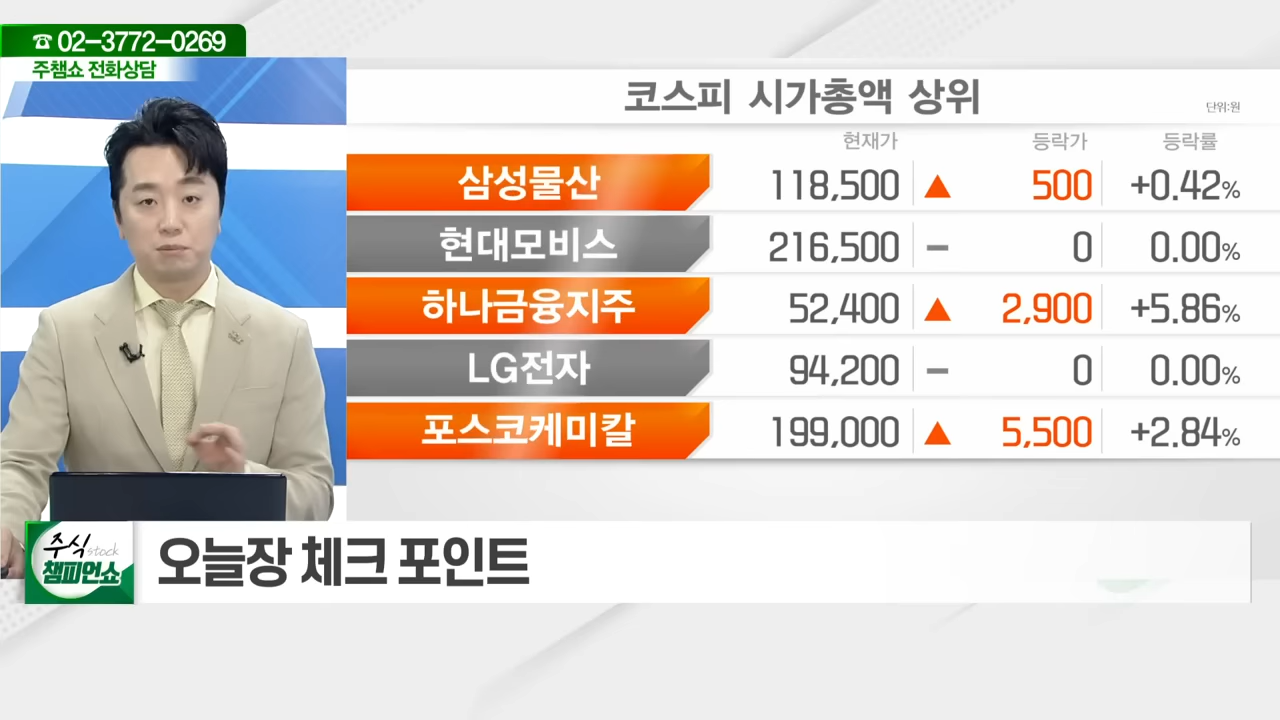 ☎ 02-3772-0269
주챔쇼 전화상담
코스피 시가총액 상위
단위:원
현재가 등락가 등락률
삼성물산 118,500 ▲ 500 +0.42%
현대모비스 216,500 - 0 0.00%
하나금융지주 52,400 ▲ 2,900 +5.86%
LG전자 94,200 - 0 0.00%
포스코케미칼 199,000 ▲ 5,500 +2.84%
주식 stock
챔피언쇼
오늘장 체크 포인트